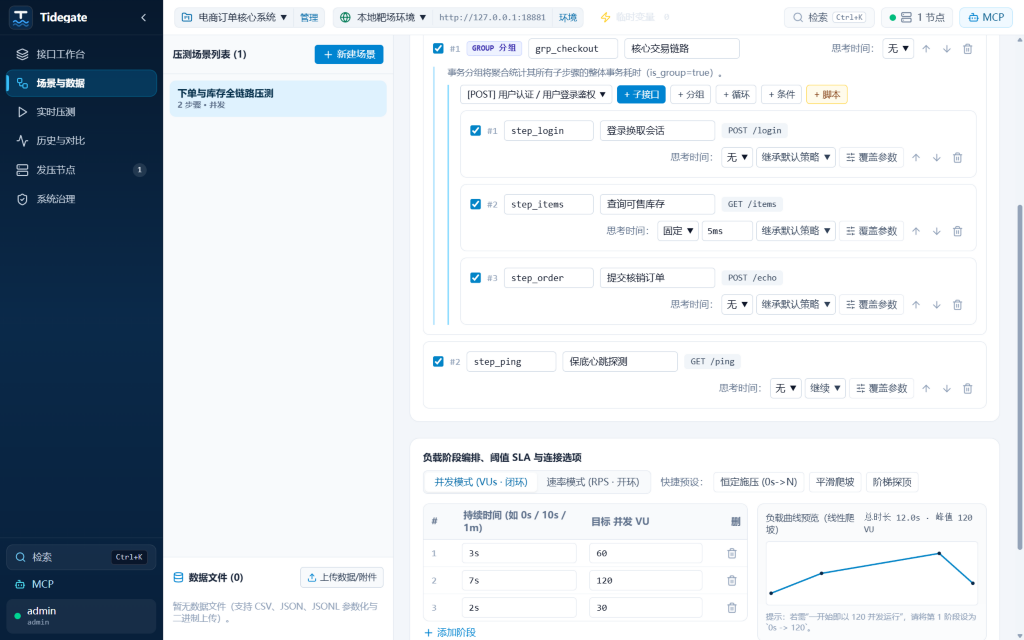 Tidegate
电商订单核心系统 ▼ 管理
本地靶场环境 ▼ http://127.0.0.1:18881 环境
临时变量
检索 Ctrl+K
1 节点
MCP
接口工作台
场景与数据
实时压测
历史与对比
发压节点 1
系统治理
检索 Ctrl+K
MCP
admin
admin
压测场景列表 (1)
+ 新建场景
下单与库存全链路压测
2 步骤 · 并发
数据文件 (0)
上传数据/附件
暂无数据文件（支持 CSV、JSON、JSONL 参数化与
二进制上传）。
#1 GROUP 分组 grp_checkout 核心交易链路 思考时间: 无 ▼
事务分组将聚合统计其所有子步骤的整体事务耗时（is_group=true）。
[POST] 用户认证 / 用户登录鉴权 ▼ + 子接口 + 分组 + 循环 + 条件 + 脚本
#1 step_login 登录换取会话 POST /login
思考时间: 无 ▼ 继承默认策略 ▼ 覆盖参数
#2 step_items 查询可售库存 GET /items
思考时间: 固定 ▼ 5ms 继承默认策略 ▼ 覆盖参数
#3 step_order 提交核销订单 POST /echo
思考时间: 无 ▼ 继承默认策略 ▼ 覆盖参数
#2 step_ping 保底心跳探测 GET /ping
思考时间: 无 ▼ 继续 ▼ 覆盖参数
负载阶段编排、阈值 SLA 与连接选项
并发模式 (VUs · 闭环) 速率模式 (RPS · 开环) 快捷预设: 恒定施压 (0s->N) 平滑爬坡 阶梯探顶
# 持续时间 (如 0s / 10s / 1m) 目标 并发 VU 删
1 3s 60
2 7s 120
3 2s 30
+ 添加阶段
负载曲线预览（线性爬坡） 总时长 12.0s · 峰值 120 VU
提示：若需"一开始即以 120 并发运行"，请将第 1 阶段设为
`0s -> 120`。